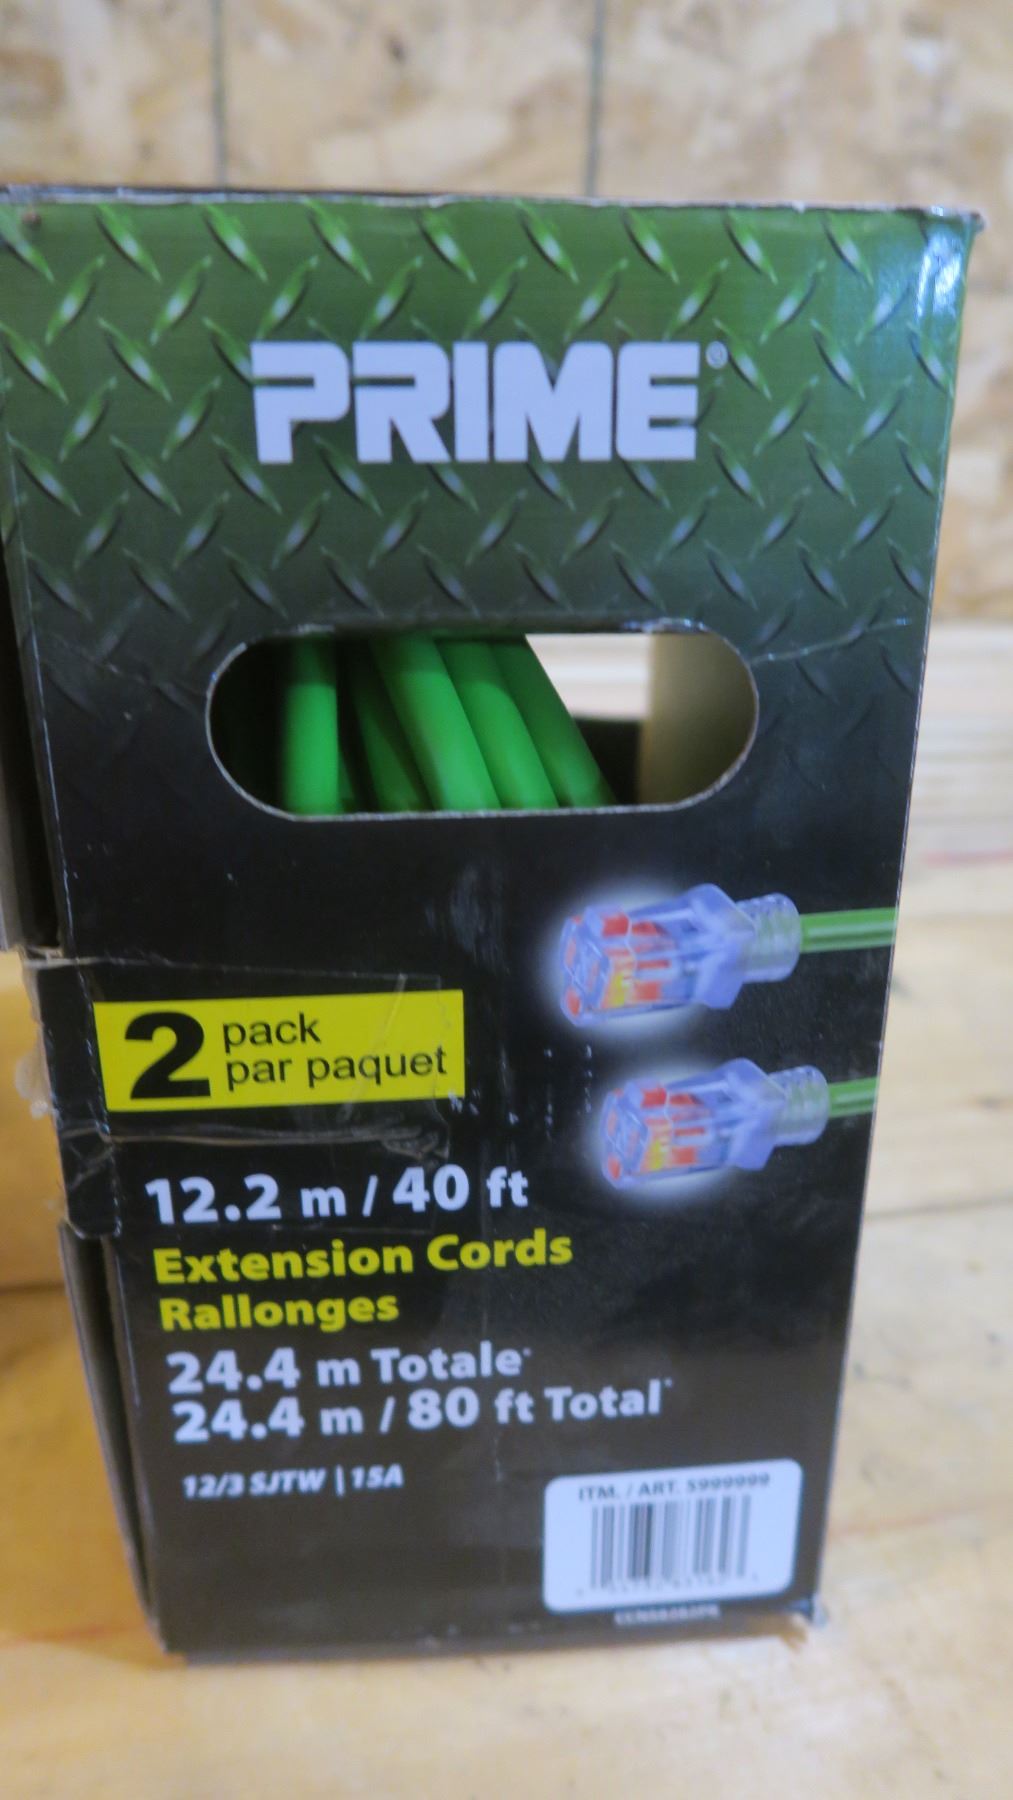 PRIME®
2 pack
par paquet
12.2 m / 40 ft
Extension Cords
Rallonges
24.4 m Totale*
24.4 m / 80 ft Total*
12/3 SJTW | 15A
ITM. / ART. 5999999